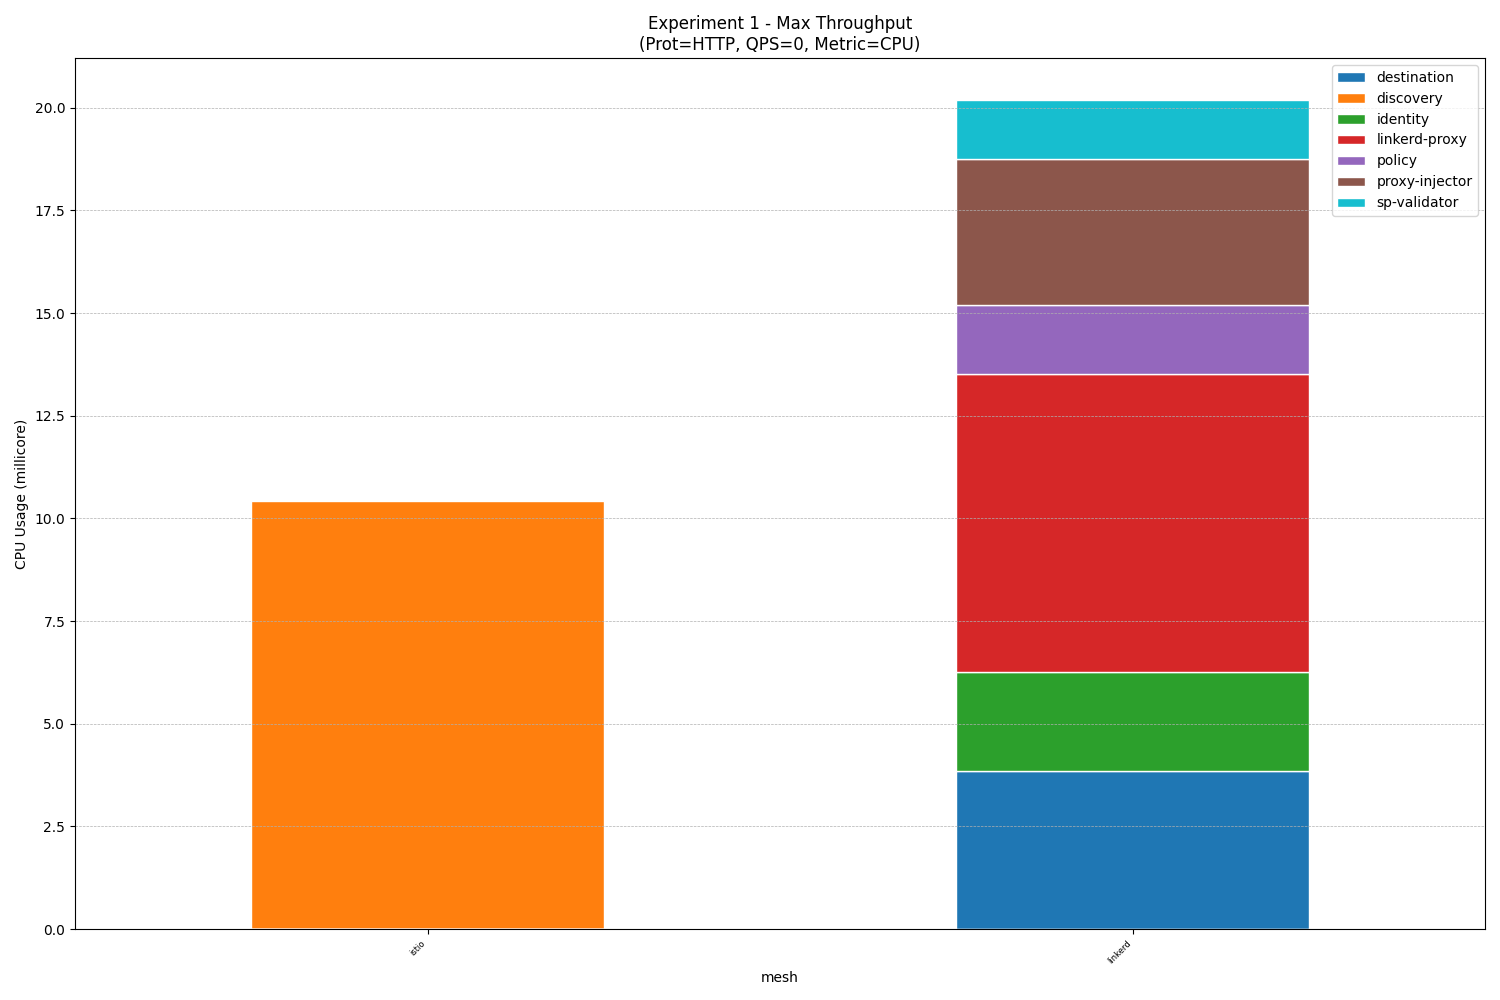 Experiment 1 - Max Throughput
(Prot=HTTP, QPS=0, Metric=CPU)
destination
discovery
identity
linkerd-proxy
policy
proxy-injector
sp-validator
CPU Usage (millicore)
20.0
17.5
15.0
12.5
10.0
7.5
5.0
2.5
0.0
istio
linkerd
mesh